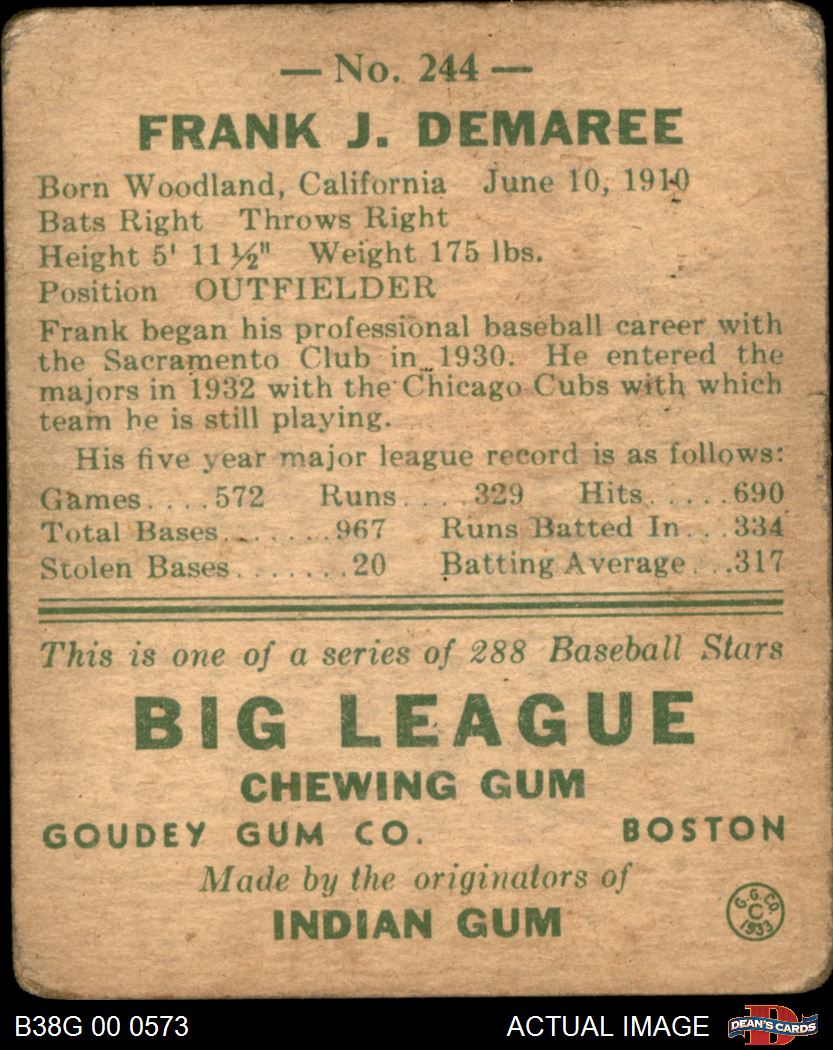 — No. 244 —
FRANK J. DEMAREE
Born Woodland, California June 10, 1910
Bats Right Throws Right
Height 5' 11½" Weight 175 lbs.
Position OUTFIELDER
Frank began his professional baseball career with
the Sacramento Club in 1930. He entered the
majors in 1932 with the Chicago Cubs with which
team he is still playing.
His five year major league record is as follows:
Games....572 Runs....329 Hits.....690
Total Bases.......967 Runs Batted In...334
Stolen Bases.......20 Batting Average...317
This is one of a series of 288 Baseball Stars
BIG LEAGUE
CHEWING GUM
GOUDEY GUM CO. BOSTON
Made by the originators of
INDIAN GUM
G.G.CO.
C
1933
B38G 00 0573 ACTUAL IMAGE D DEAN'S CARDS